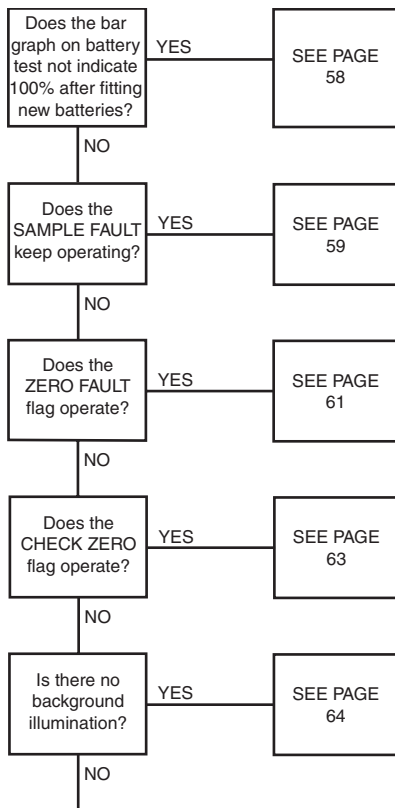 Does the bar
graph on battery
test not indicate
100% after fitting
new batteries?
YES
SEE PAGE
58
NO
Does the
SAMPLE FAULT
keep operating?
YES
SEE PAGE
59
NO
Does the
ZERO FAULT
flag operate?
YES
SEE PAGE
61
NO
Does the
CHECK ZERO
flag operate?
YES
SEE PAGE
63
NO
Is there no
background
illumination?
YES
SEE PAGE
64
NO